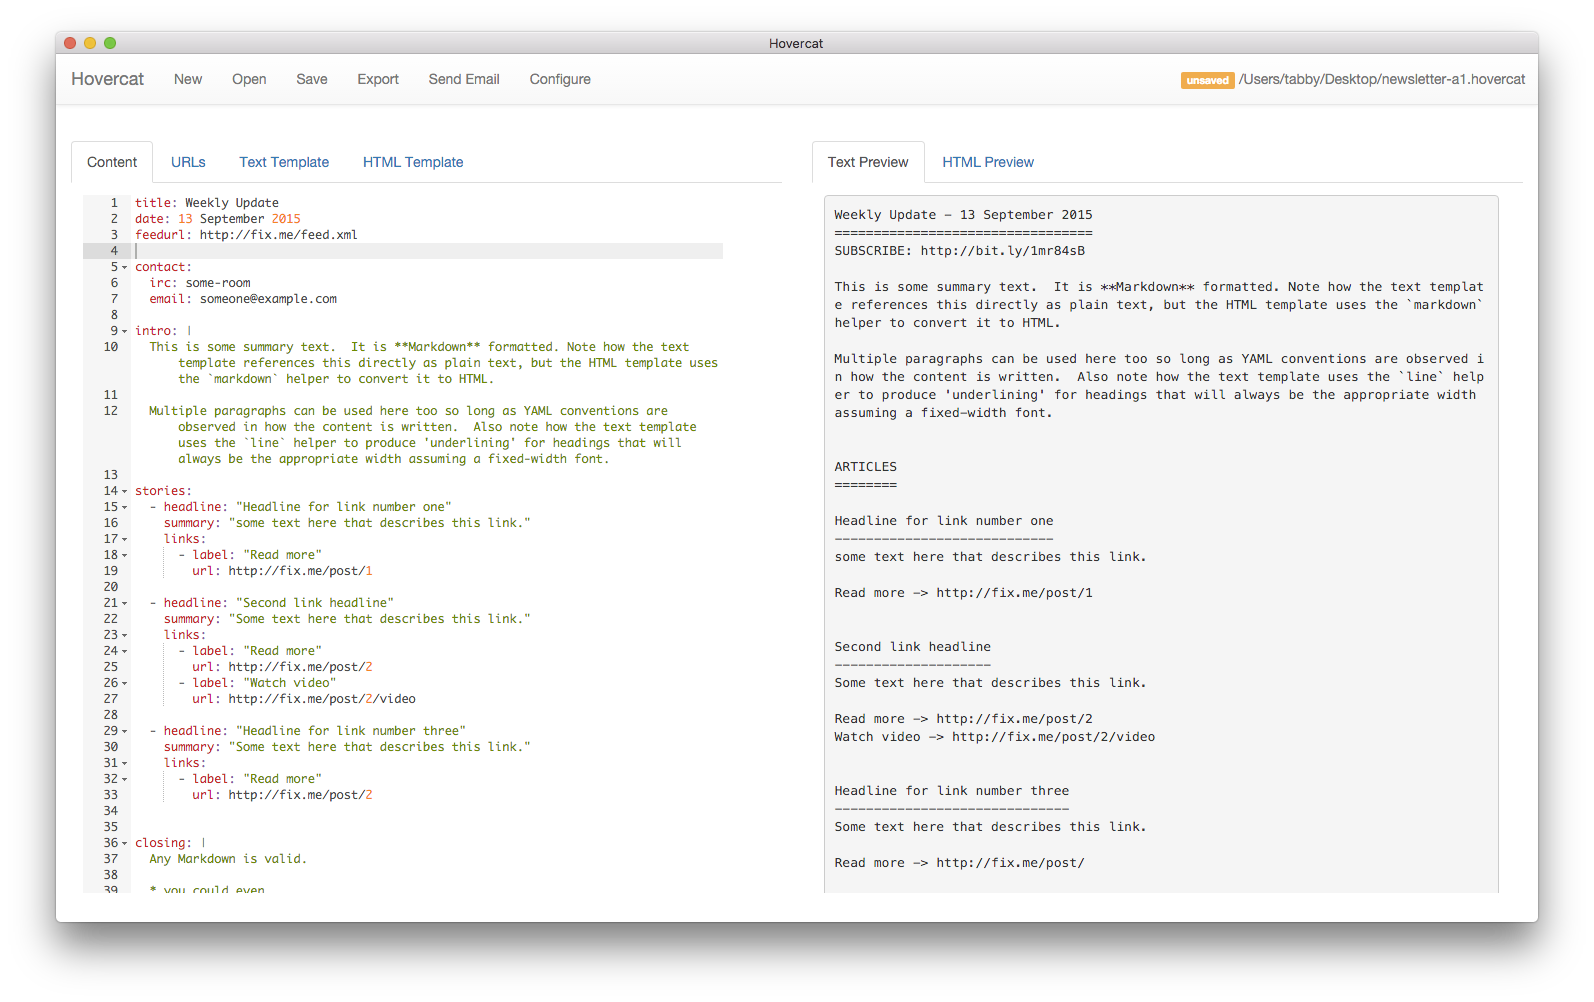 Hovercat
Hovercat New Open Save Export Send Email Configure unsaved /Users/tabby/Desktop/newsletter-a1.hovercat
Content URLs Text Template HTML Template
1 title: Weekly Update
2 date: 13 September 2015
3 feedurl: http://fix.me/feed.xml
4
5 contact:
6 irc: some-room
7 email: someone@example.com
8
9 intro: |
10 This is some summary text.  It is **Markdown** formatted. Note how the text
template references this directly as plain text, but the HTML template uses
the `markdown` helper to convert it to HTML.
11
12 Multiple paragraphs can be used here too so long as YAML conventions are
observed in how the content is written.  Also note how the text template
uses the `line` helper to produce 'underlining' for headings that will
always be the appropriate width assuming a fixed-width font.
13
14 stories:
15 - headline: "Headline for link number one"
16 summary: "some text here that describes this link."
17 links:
18 - label: "Read more"
19 url: http://fix.me/post/1
20
21 - headline: "Second link headline"
22 summary: "Some text here that describes this link."
23 links:
24 - label: "Read more"
25 url: http://fix.me/post/2
26 - label: "Watch video"
27 url: http://fix.me/post/2/video
28
29 - headline: "Headline for link number three"
30 summary: "Some text here that describes this link."
31 links:
32 - label: "Read more"
33 url: http://fix.me/post/2
34
35
36 closing: |
37 Any Markdown is valid.
38
39 * you could even
Text Preview HTML Preview
Weekly Update - 13 September 2015
=================================
SUBSCRIBE: http://bit.ly/1mr84sB
This is some summary text.  It is **Markdown** formatted. Note how the text templat
e references this directly as plain text, but the HTML template uses the `markdown`
helper to convert it to HTML.
Multiple paragraphs can be used here too so long as YAML conventions are observed i
n how the content is written.  Also note how the text template uses the `line` help
er to produce 'underlining' for headings that will always be the appropriate width
assuming a fixed-width font.
ARTICLES
========
Headline for link number one
----------------------------
some text here that describes this link.
Read more -> http://fix.me/post/1
Second link headline
--------------------
Some text here that describes this link.
Read more -> http://fix.me/post/2
Watch video -> http://fix.me/post/2/video
Headline for link number three
------------------------------
Some text here that describes this link.
Read more -> http://fix.me/post/